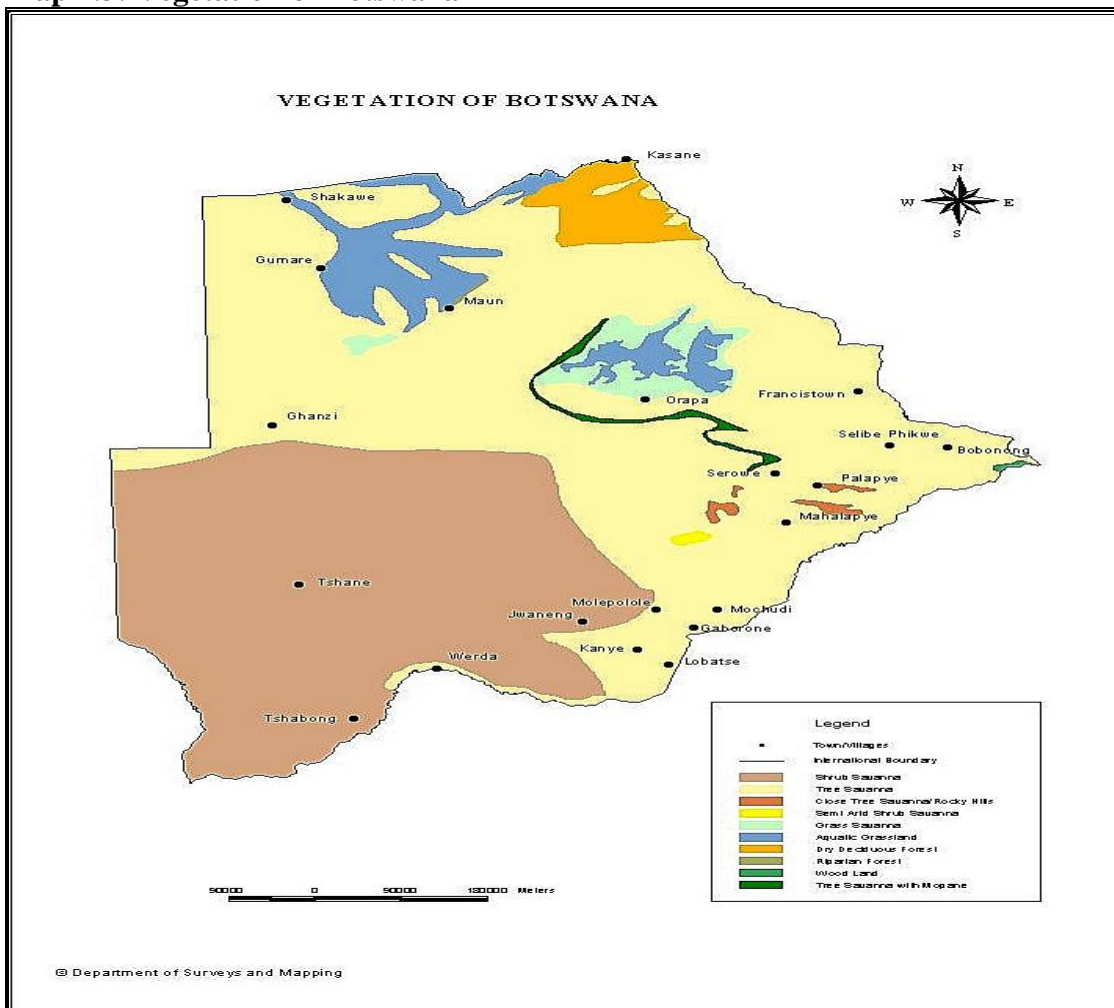 VEGETATION OF BOTSWANA
Kasane
N
W E
S
Shakawe
Gumare
Maun
Orapa
Francistown
Ghanzi
Selibe Phikwe
Bobonong
Serowe
Palapye
Mahalapye
Tshane
Molepolole
Mochudi
Jwaneng
Gaborone
Kanye
Lobatse
Werda
Tshabong
Legend
Town/Villages
International Boundary
Shrub Savanna
Tree Savanna
Close Tree Savanna/Rocky Hills
Semi Arid Shrub Savanna
Grass Savanna
Aquatic Grassland
Dry Deciduous Forest
Riparian Forest
Wood Land
Tree Savanna with Mopane
90000 0 90000 180000 Meters
© Department of Surveys and Mapping